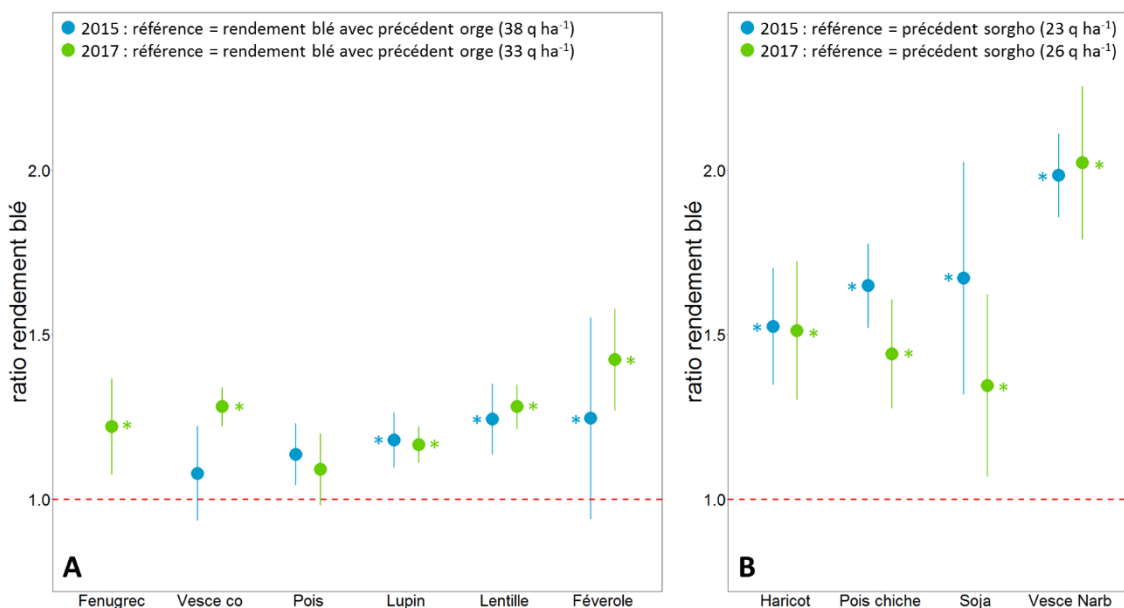 2015 : référence = rendement blé avec précédent orge (38 q ha⁻¹)
2017 : référence = rendement blé avec précédent orge (33 q ha⁻¹)
2.0
1.5
1.0
ratio rendement blé
A
Fenugrec Vesce co Pois Lupin Lentille Féverole
2015 : référence = précédent sorgho (23 q ha⁻¹)
2017 : référence = précédent sorgho (26 q ha⁻¹)
2.0
1.5
1.0
ratio rendement blé
B
Haricot Pois chiche Soja Vesce Narb